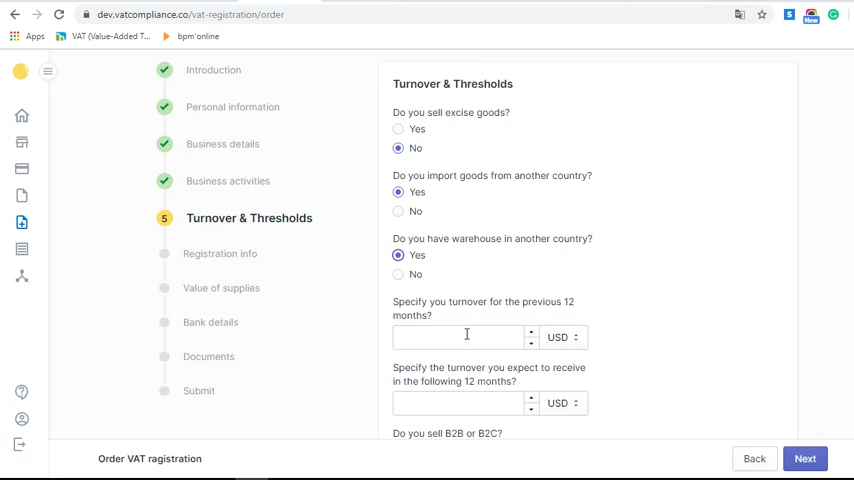 dev.vatcompliance.co/vat-registration/order
New
Apps
VAT (Value-Added T...
bpm'online
Introduction
Personal information
Business details
Business activities
5
Turnover & Thresholds
Registration info
Value of supplies
Bank details
Documents
Submit
Turnover & Thresholds
Do you sell excise goods?
Yes
No
Do you import goods from another country?
Yes
No
Do you have warehouse in another country?
Yes
No
Specify you turnover for the previous 12
months?
USD
Specify the turnover you expect to receive
in the following 12 months?
USD
Do you sell B2B or B2C?
Order VAT ragistration
Back
Next